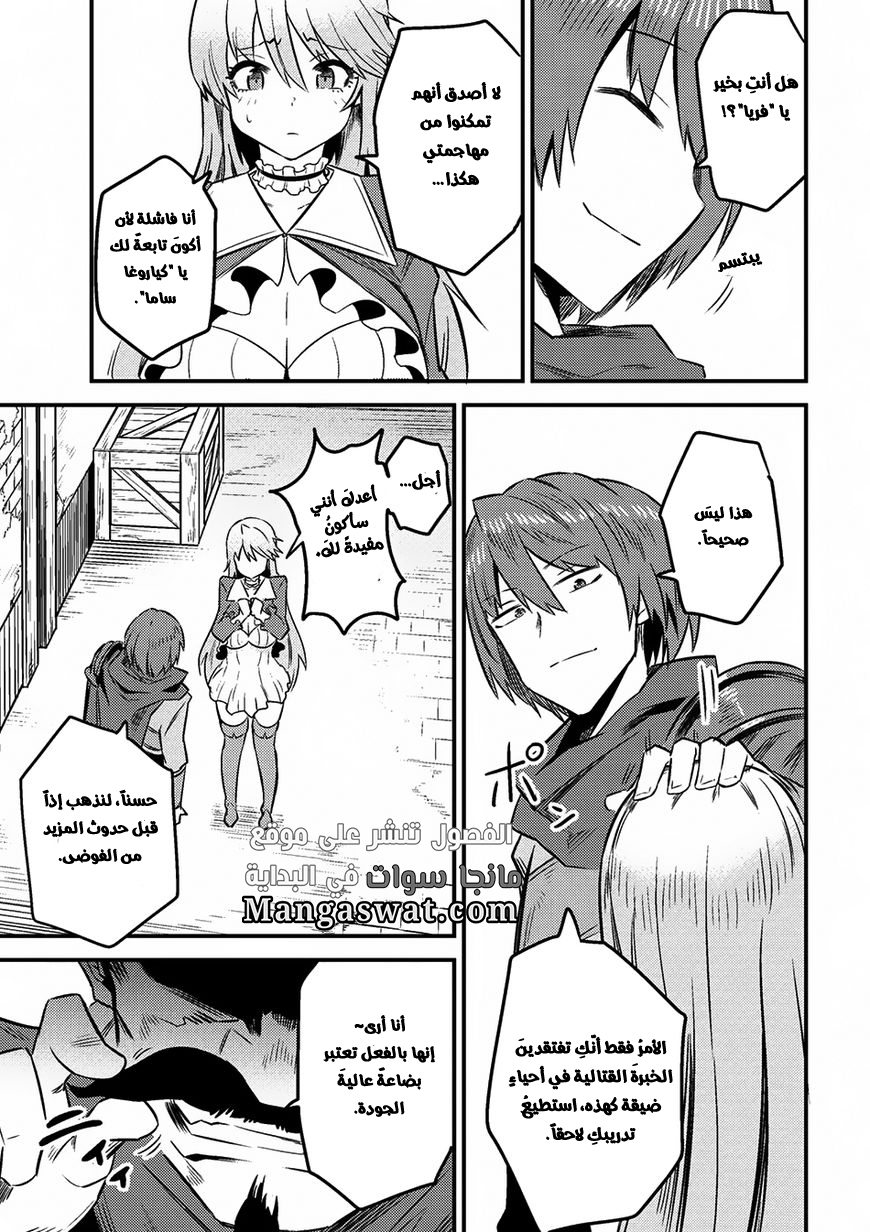 هل أنتِ بخير
يا "فريا"؟!
يبتسم
لا أصدق أنهم
تمكنوا من
مهاجمتي
هكذا...
أنا فاشلة لأن
أكونَ تابعةً لك
يا "كياروغا
ساما".
هذا ليسَ
صحيحاً.
ポン
الأمرُ فقط أنّكِ تفتقدينَ
الخبرةَ القتالية في أحياءِ
ضيقة كهذه، استطيعُ
تدريبكِ لاحقاً.
أجل...
أعدكَ أنني
سأكونُ
مفيدةً لكَ.
حسناً، لنذهب إذاً
قبل حدوث المزيد
من الفوضى.
الفصول تنشر على موقع
مانجا سوات في البداية
Mangaswat.com
أنا أرى~
إنها بالفعل تعتبر
بضاعةً عاليةَ
الجودة.